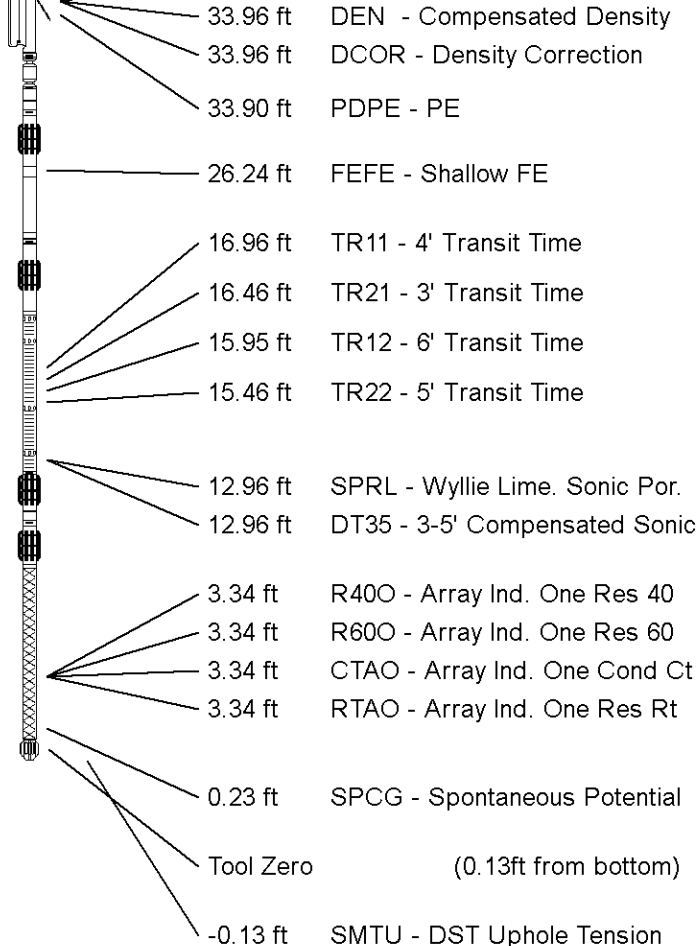 33.96 ft DEN - Compensated Density
33.96 ft DCOR - Density Correction
33.90 ft PDPE - PE
26.24 ft FEFE - Shallow FE
16.96 ft TR11 - 4' Transit Time
16.46 ft TR21 - 3' Transit Time
15.95 ft TR12 - 6' Transit Time
15.46 ft TR22 - 5' Transit Time
12.96 ft SPRL - Wyllie Lime. Sonic Por.
12.96 ft DT35 - 3-5' Compensated Sonic
3.34 ft R40O - Array Ind. One Res 40
3.34 ft R60O - Array Ind. One Res 60
3.34 ft CTAO - Array Ind. One Cond Ct
3.34 ft RTAO - Array Ind. One Res Rt
0.23 ft SPCG - Spontaneous Potential
Tool Zero (0.13ft from bottom)
-0.13 ft SMTU - DST Uphole Tension